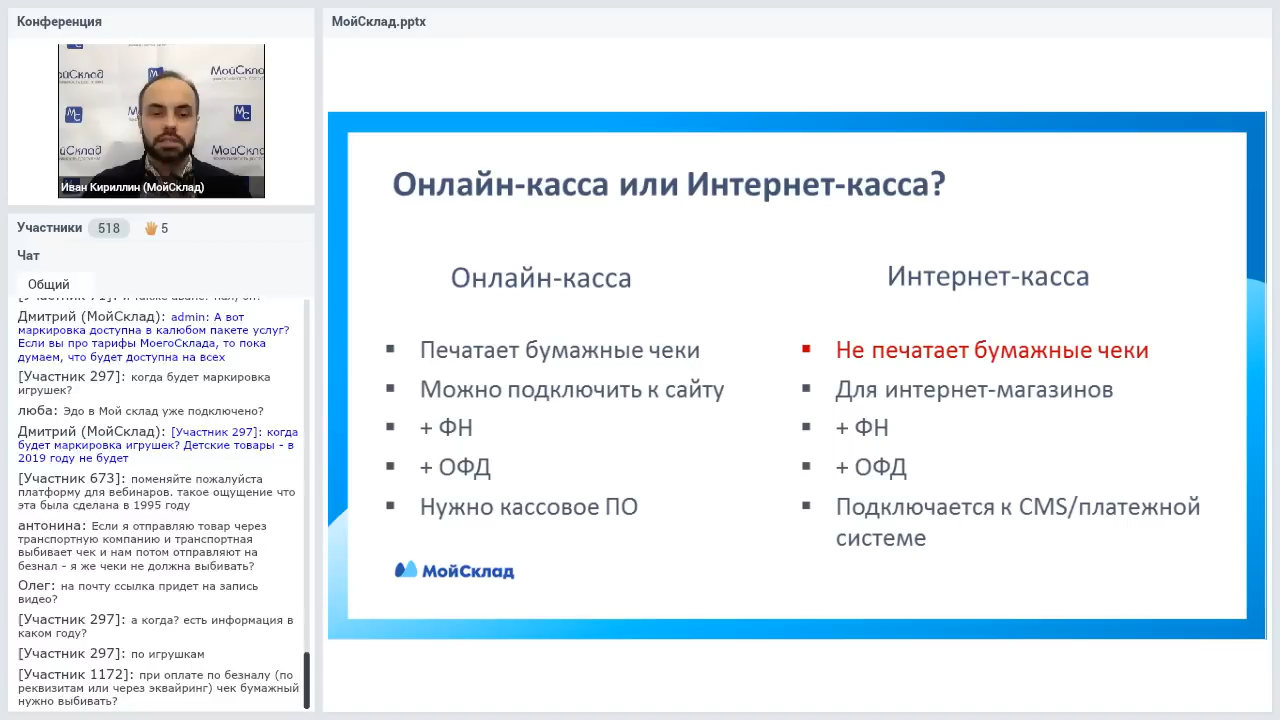 Конференция
Иван Кириллин (МойСклад)
Участники 518 5
Чат
Общий
Дмитрий (МойСклад): admin: А вот
маркировка доступна в калюбом пакете услуг?
Если вы про тарифы МоегоСклада, то пока
думаем, что будет доступна на всех
[Участник 297]: когда будет маркировка
игрушек?
люба: Эдо в Мой склад уже подключено?
Дмитрий (МойСклад): [Участник 297]: когда
будет маркировка игрушек? Детские товары - в
2019 году не будет
[Участник 673]: поменяйте пожалуйста
платформу для вебинаров. такое ощущение что
эта была сделана в 1995 году
антонина: Если я отправляю товар через
транспортную компанию и транспортная
выбивает чек и нам потом отправляют на
безнал - я же чеки не должна выбивать?
Олег: на почту ссылка придет на запись
видео?
[Участник 297]: а когда? есть информация в
каком году?
[Участник 297]: по игрушкам
[Участник 1172]: при оплате по безналу (по
реквизитам или через эквайринг) чек бумажный
нужно выбивать?
МойСклад.pptx
Онлайн-касса или Интернет-касса?
Онлайн-касса
Печатает бумажные чеки
Можно подключить к сайту
+ ФН
+ ОФД
Нужно кассовое ПО
Интернет-касса
Не печатает бумажные чеки
Для интернет-магазинов
+ ФН
+ ОФД
Подключается к CMS/платежной
системе
МойСклад